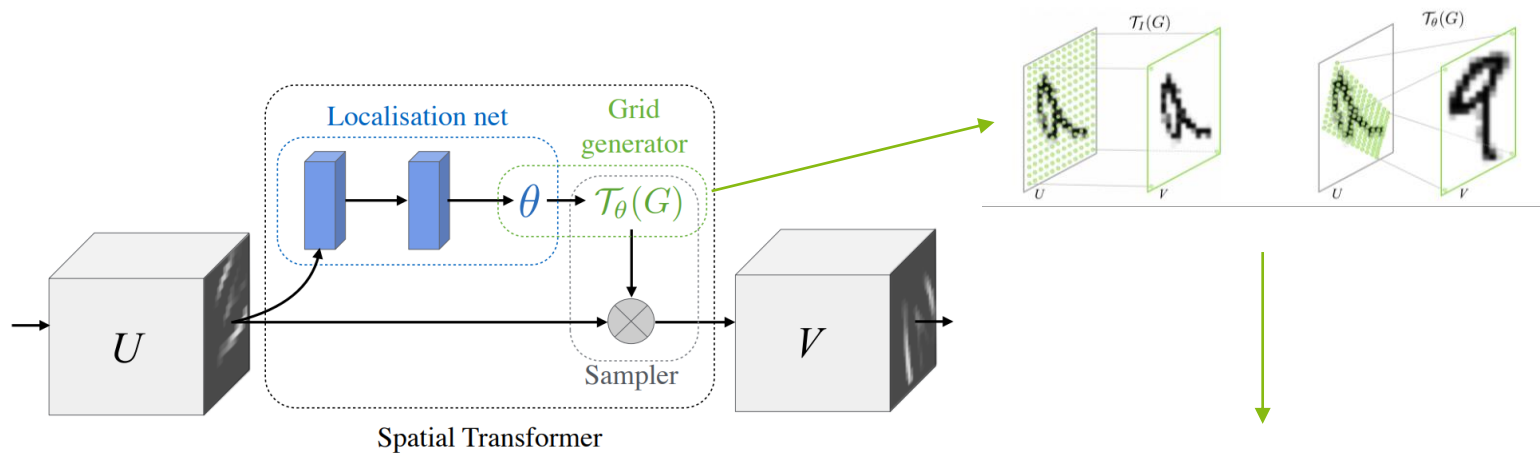 Localisation net
Grid
generator
θ
𝒯θ(G)
U
V
Sampler
Spatial Transformer
𝒯I(G)
U
V
𝒯θ(G)
U
V